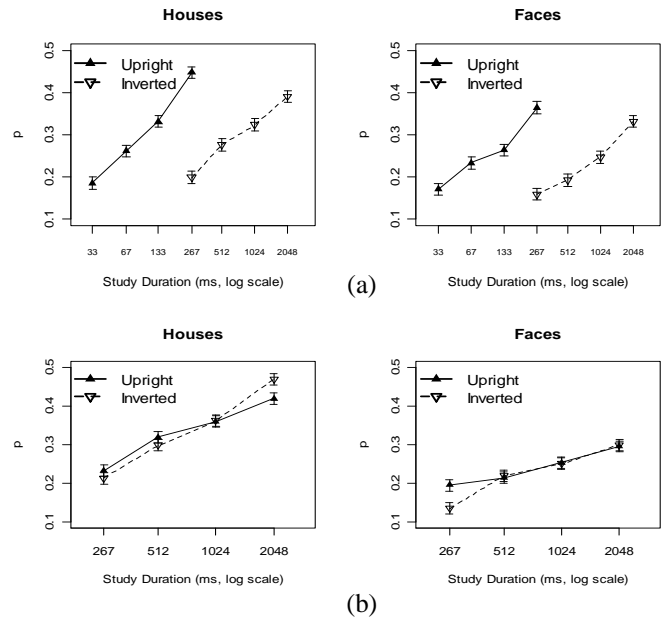 Houses
0.5
0.4
0.3
0.2
0.1
p
Upright
Inverted
33 67 133 267 512 1024 2048
Study Duration (ms, log scale)
Faces
0.5
0.4
0.3
0.2
0.1
p
Upright
Inverted
33 67 133 267 512 1024 2048
Study Duration (ms, log scale)
(a)
Houses
0.5
0.4
0.3
0.2
0.1
p
Upright
Inverted
267 512 1024 2048
Study Duration (ms, log scale)
Faces
0.5
0.4
0.3
0.2
0.1
p
Upright
Inverted
267 512 1024 2048
Study Duration (ms, log scale)
(b)